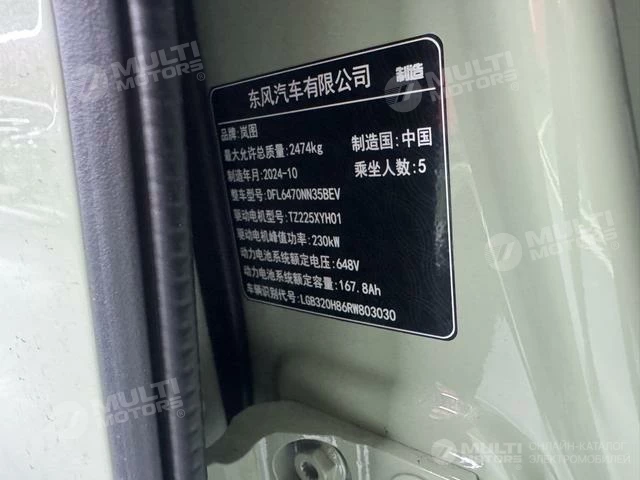 东风汽车有限公司 制造
品牌:岚图
最大允许总质量:2474kg 制造国:中国
制造年月:2024-10 乘坐人数:5
整车型号:DFL6470NN35BEV
驱动电机型号:TZ225XYH01
驱动电机峰值功率:230kW
动力电池系统额定电压:648V
动力电池系统额定容量:167.8Ah
车辆识别代号:LGB320H86RW803030
MULTI MOTORS
MULTI MOTORS
MULTI MOTORS
MULTI MOTORS
MULTI MOTORS
MULTI ОНЛАЙН-КАТАЛОГ
ЭЛЕКТРОМОБИЛЕЙ